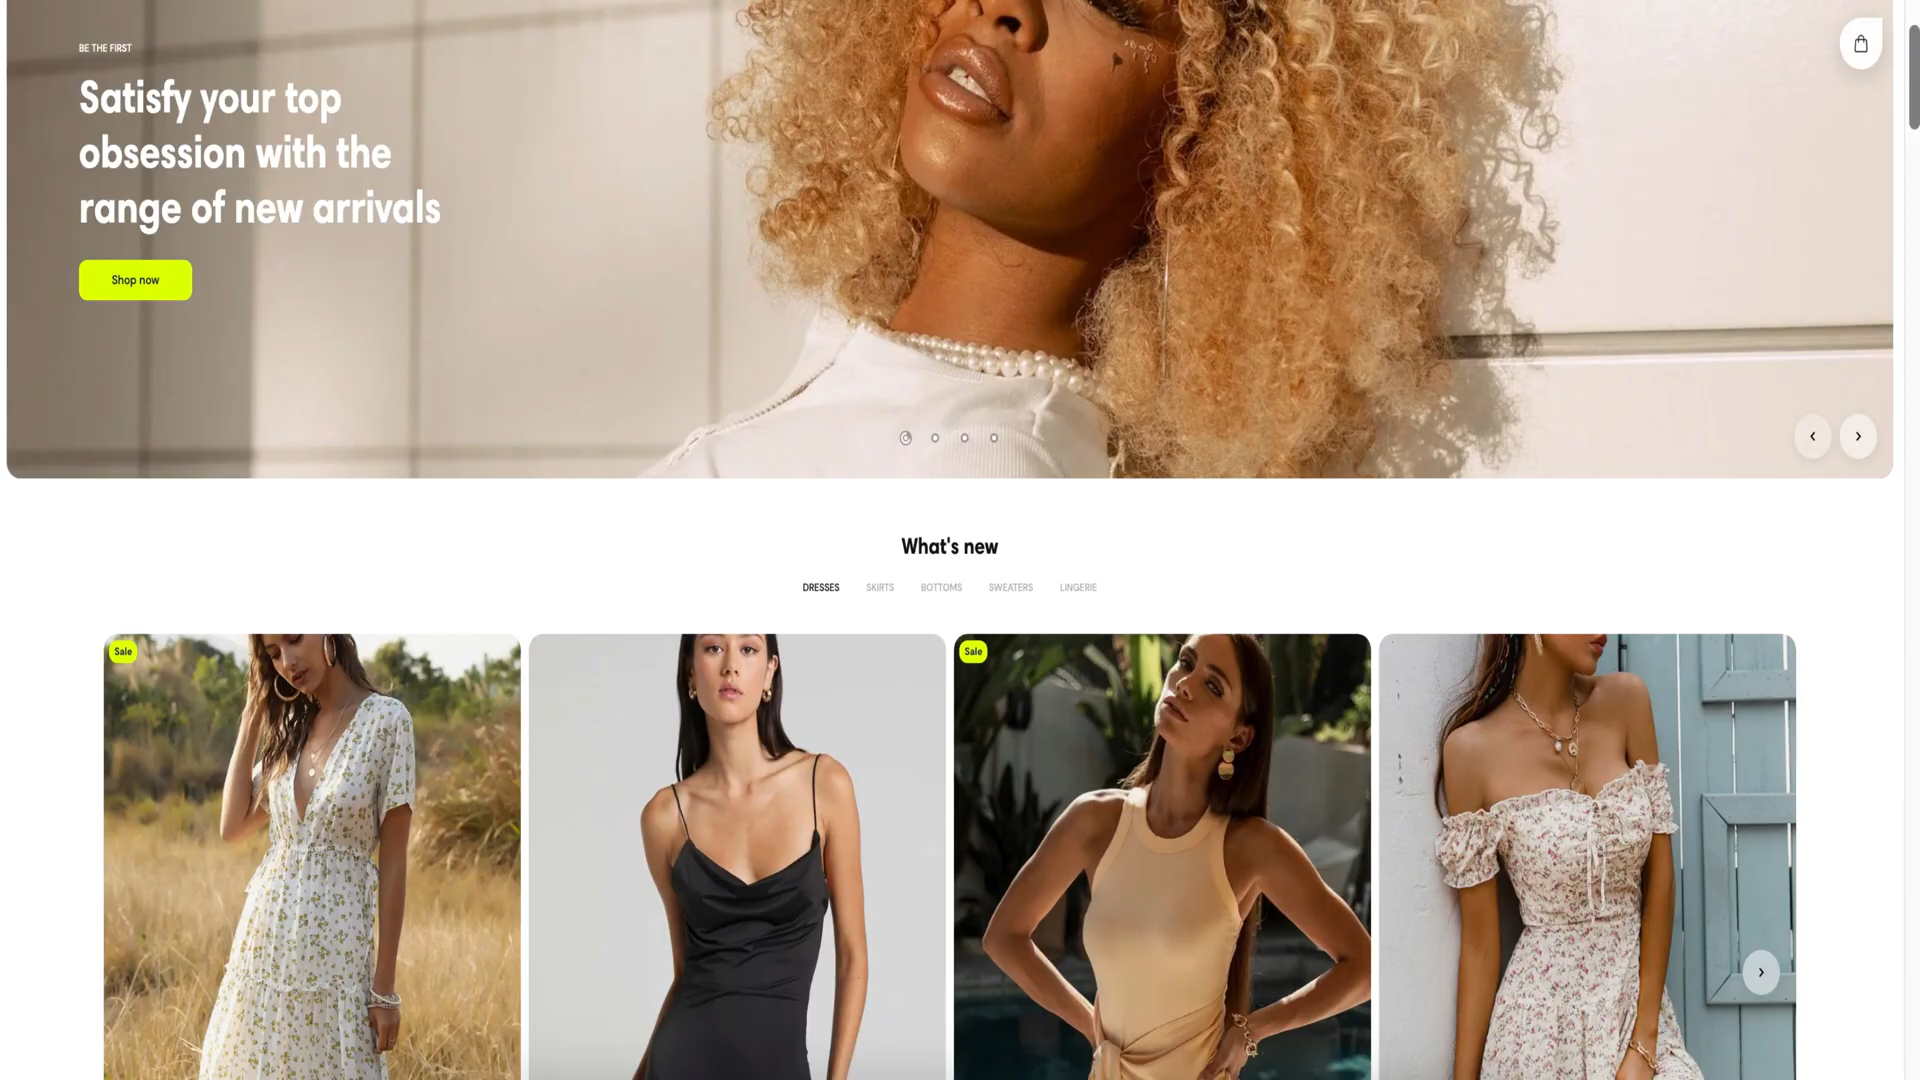 BE THE FIRST
Satisfy your top
obsession with the
range of new arrivals
Shop now
What's new
DRESSES SKIRTS BOTTOMS SWEATERS LINGERIE
Sale
Sale